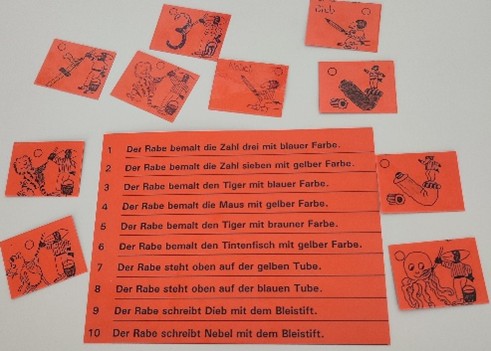 Dieb
1 Der Rabe bemalt die Zahl drei mit blauer Farbe.
2 Der Rabe bemalt die Zahl sieben mit gelber Farbe.
3 Der Rabe bemalt den Tiger mit blauer Farbe.
4 Der Rabe bemalt die Maus mit gelber Farbe.
5 Der Rabe bemalt den Tiger mit brauner Farbe.
6 Der Rabe bemalt den Tintenfisch mit gelber Farbe.
7 Der Rabe steht oben auf der gelben Tube.
8 Der Rabe steht oben auf der blauen Tube.
9 Der Rabe schreibt Dieb mit dem Bleistift.
10 Der Rabe schreibt Nebel mit dem Bleistift.